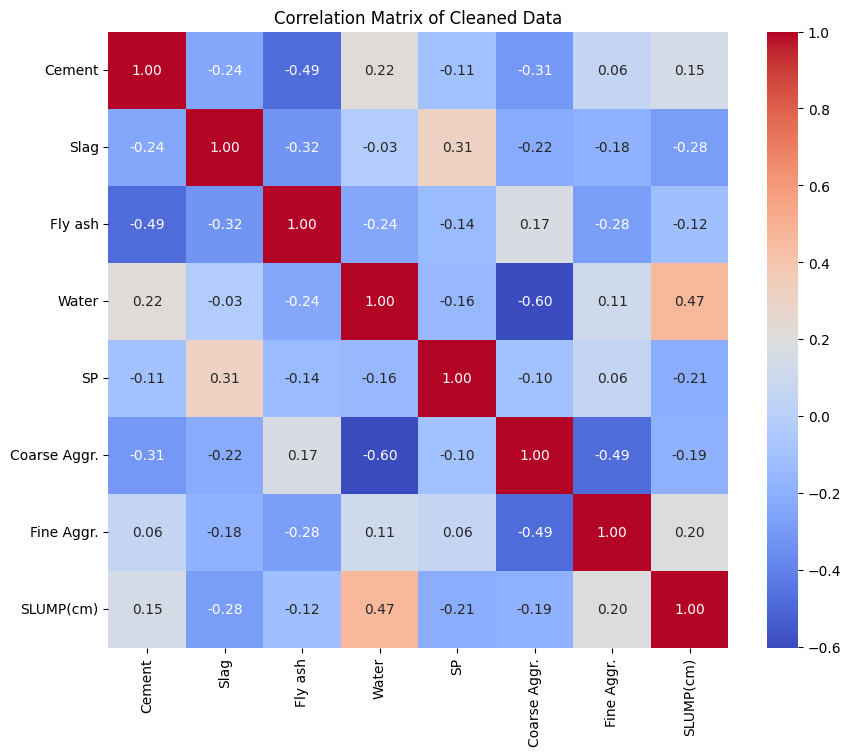 Correlation Matrix of Cleaned Data
Cement 1.00 -0.24 -0.49 0.22 -0.11 -0.31 0.06 0.15
Slag -0.24 1.00 -0.32 -0.03 0.31 -0.22 -0.18 -0.28
Fly ash -0.49 -0.32 1.00 -0.24 -0.14 0.17 -0.28 -0.12
Water 0.22 -0.03 -0.24 1.00 -0.16 -0.60 0.11 0.47
SP -0.11 0.31 -0.14 -0.16 1.00 -0.10 0.06 -0.21
Coarse Aggr. -0.31 -0.22 0.17 -0.60 -0.10 1.00 -0.49 -0.19
Fine Aggr. 0.06 -0.18 -0.28 0.11 0.06 -0.49 1.00 0.20
SLUMP(cm) 0.15 -0.28 -0.12 0.47 -0.21 -0.19 0.20 1.00
Cement
Slag
Fly ash
Water
SP
Coarse Aggr.
Fine Aggr.
SLUMP(cm)
1.0
0.8
0.6
0.4
0.2
0.0
−0.2
−0.4
−0.6